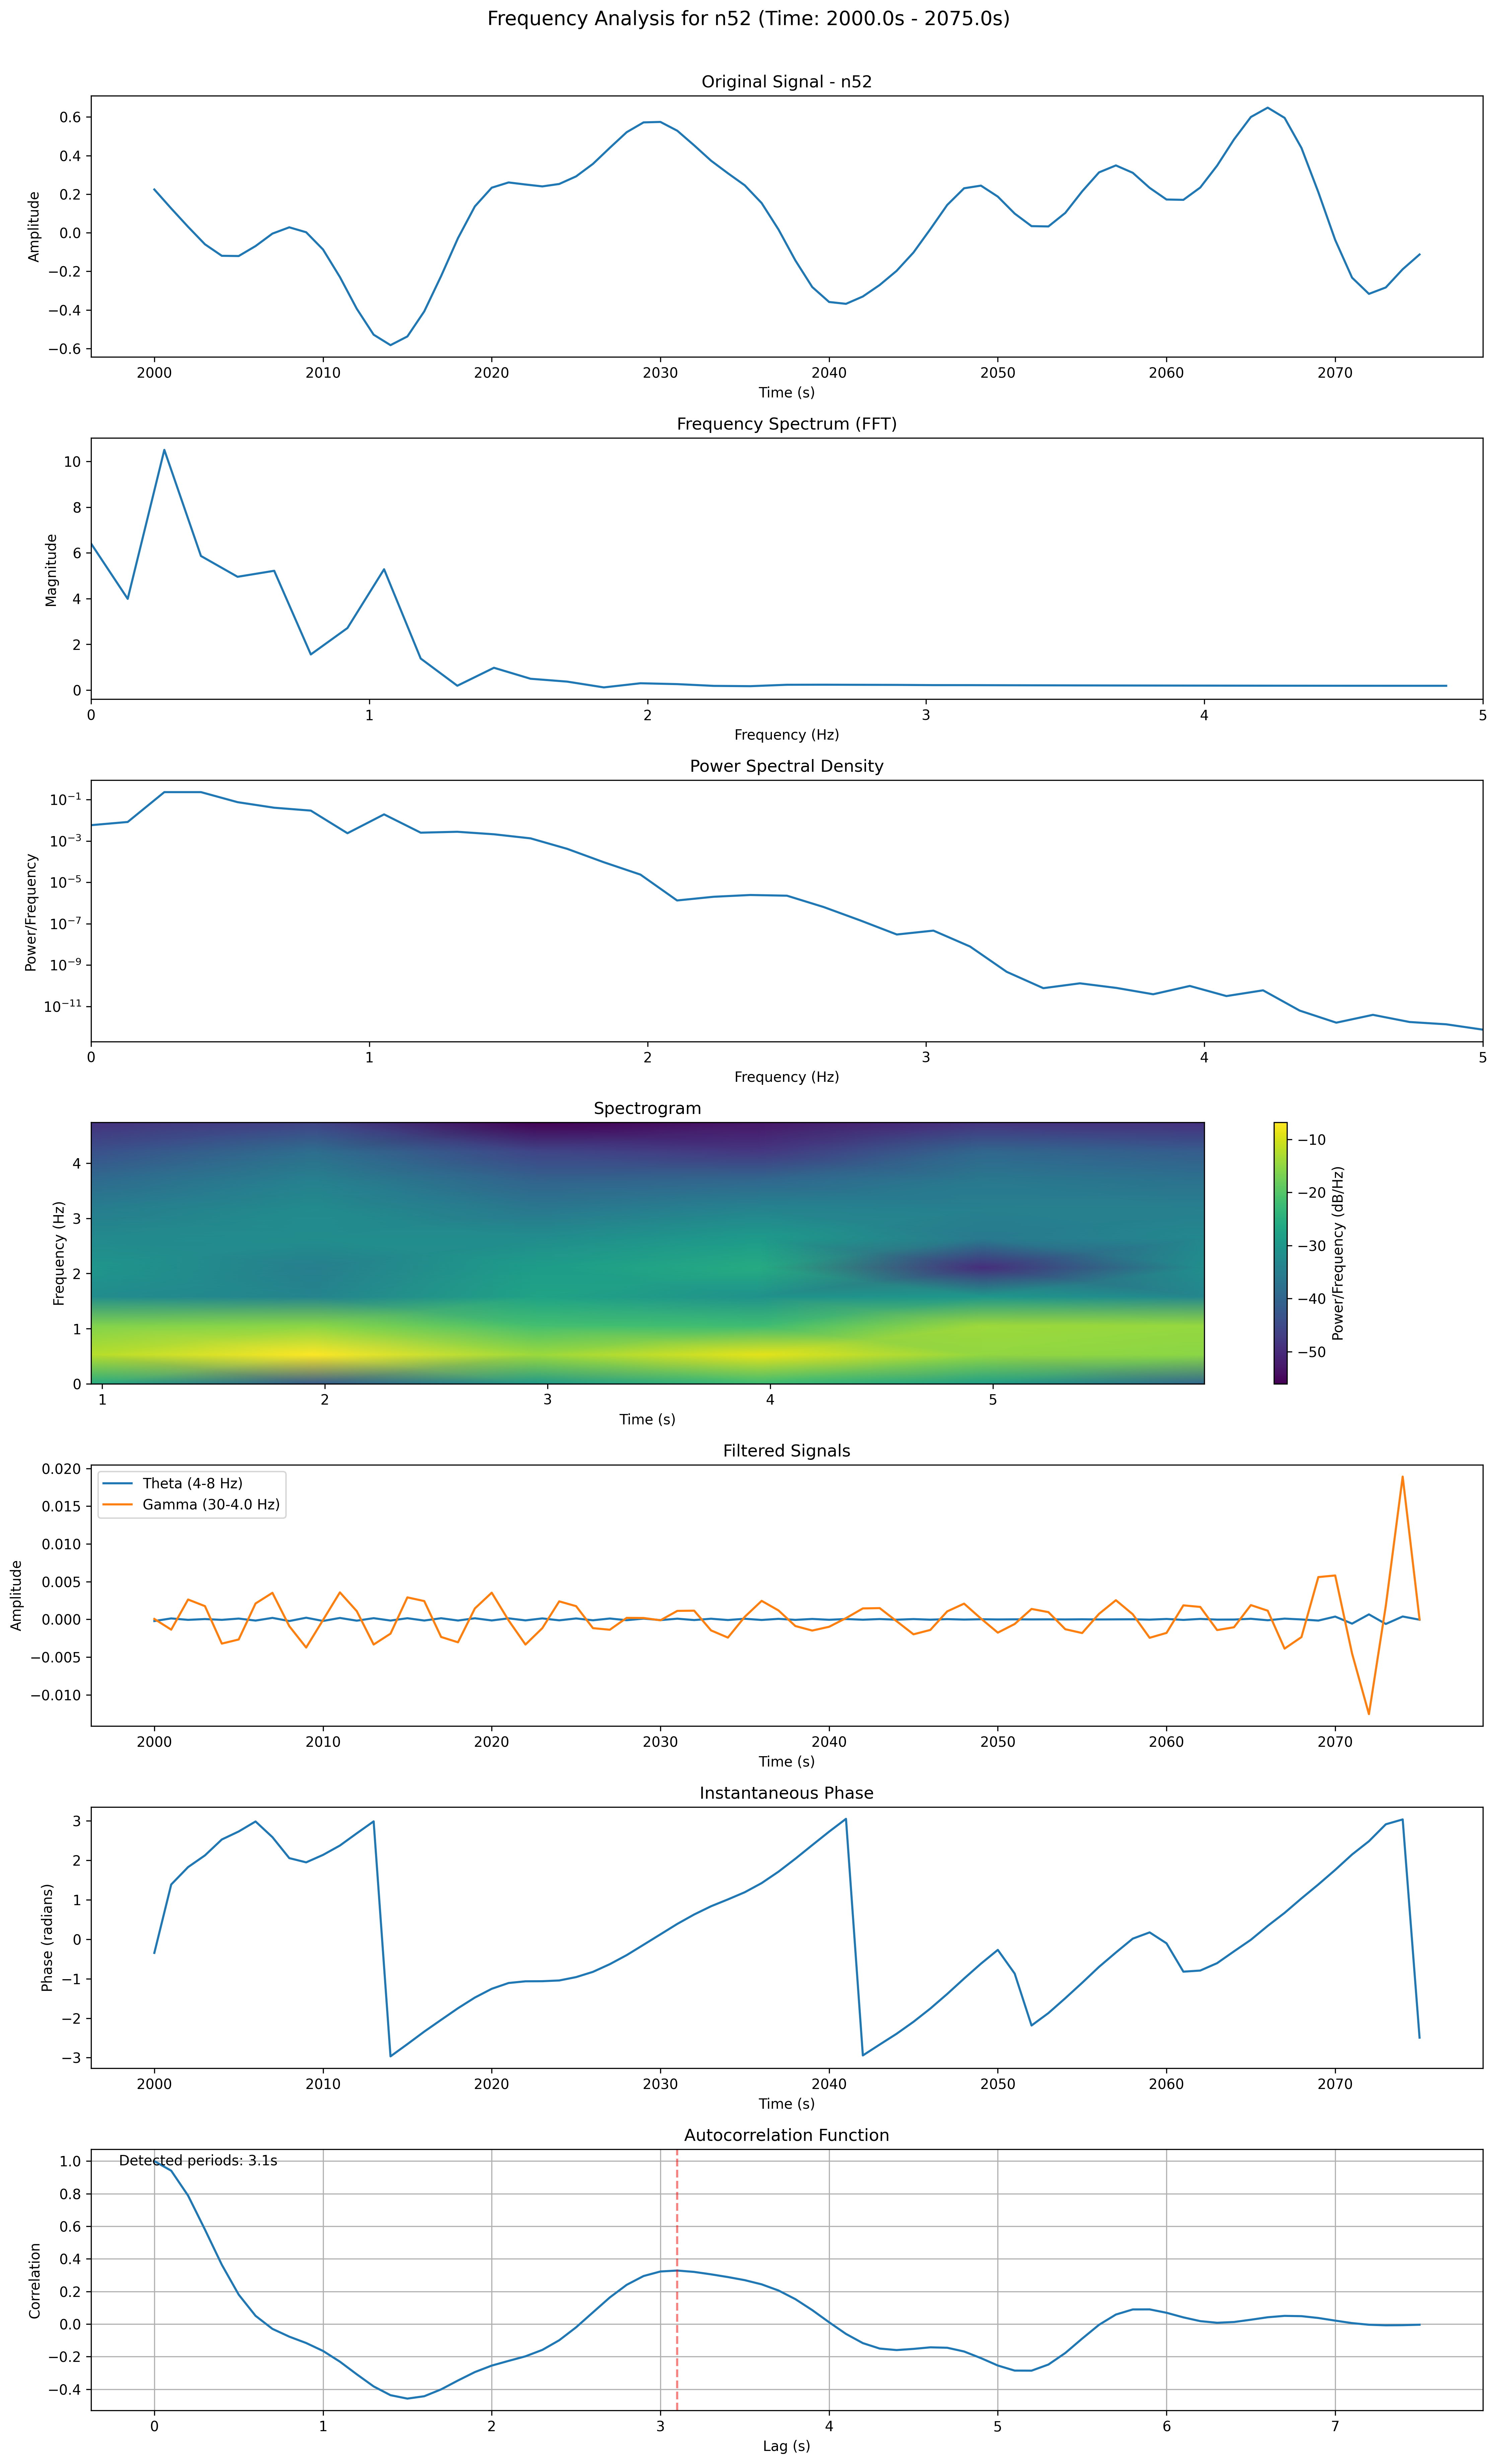 Frequency Analysis for n52 (Time: 2000.0s - 2075.0s)
Original Signal - n52
Amplitude
0.6
0.4
0.2
0.0
−0.2
−0.4
−0.6
2000 2010 2020 2030 2040 2050 2060 2070
Time (s)
Frequency Spectrum (FFT)
Magnitude
10
8
6
4
2
0
0 1 2 3 4 5
Frequency (Hz)
Power Spectral Density
Power/Frequency
10⁻¹
10⁻³
10⁻⁵
10⁻⁷
10⁻⁹
10⁻¹¹
0 1 2 3 4 5
Frequency (Hz)
Spectrogram
Frequency (Hz)
4
3
2
1
0
1 2 3 4 5
Time (s)
−10
−20
−30
−40
−50
Power/Frequency (dB/Hz)
Filtered Signals
Theta (4-8 Hz)
Gamma (30-4.0 Hz)
Amplitude
0.020
0.015
0.010
0.005
0.000
−0.005
−0.010
2000 2010 2020 2030 2040 2050 2060 2070
Time (s)
Instantaneous Phase
Phase (radians)
3
2
1
0
−1
−2
−3
2000 2010 2020 2030 2040 2050 2060 2070
Time (s)
Autocorrelation Function
Detected periods: 3.1s
Correlation
1.0
0.8
0.6
0.4
0.2
0.0
−0.2
−0.4
0 1 2 3 4 5 6 7
Lag (s)